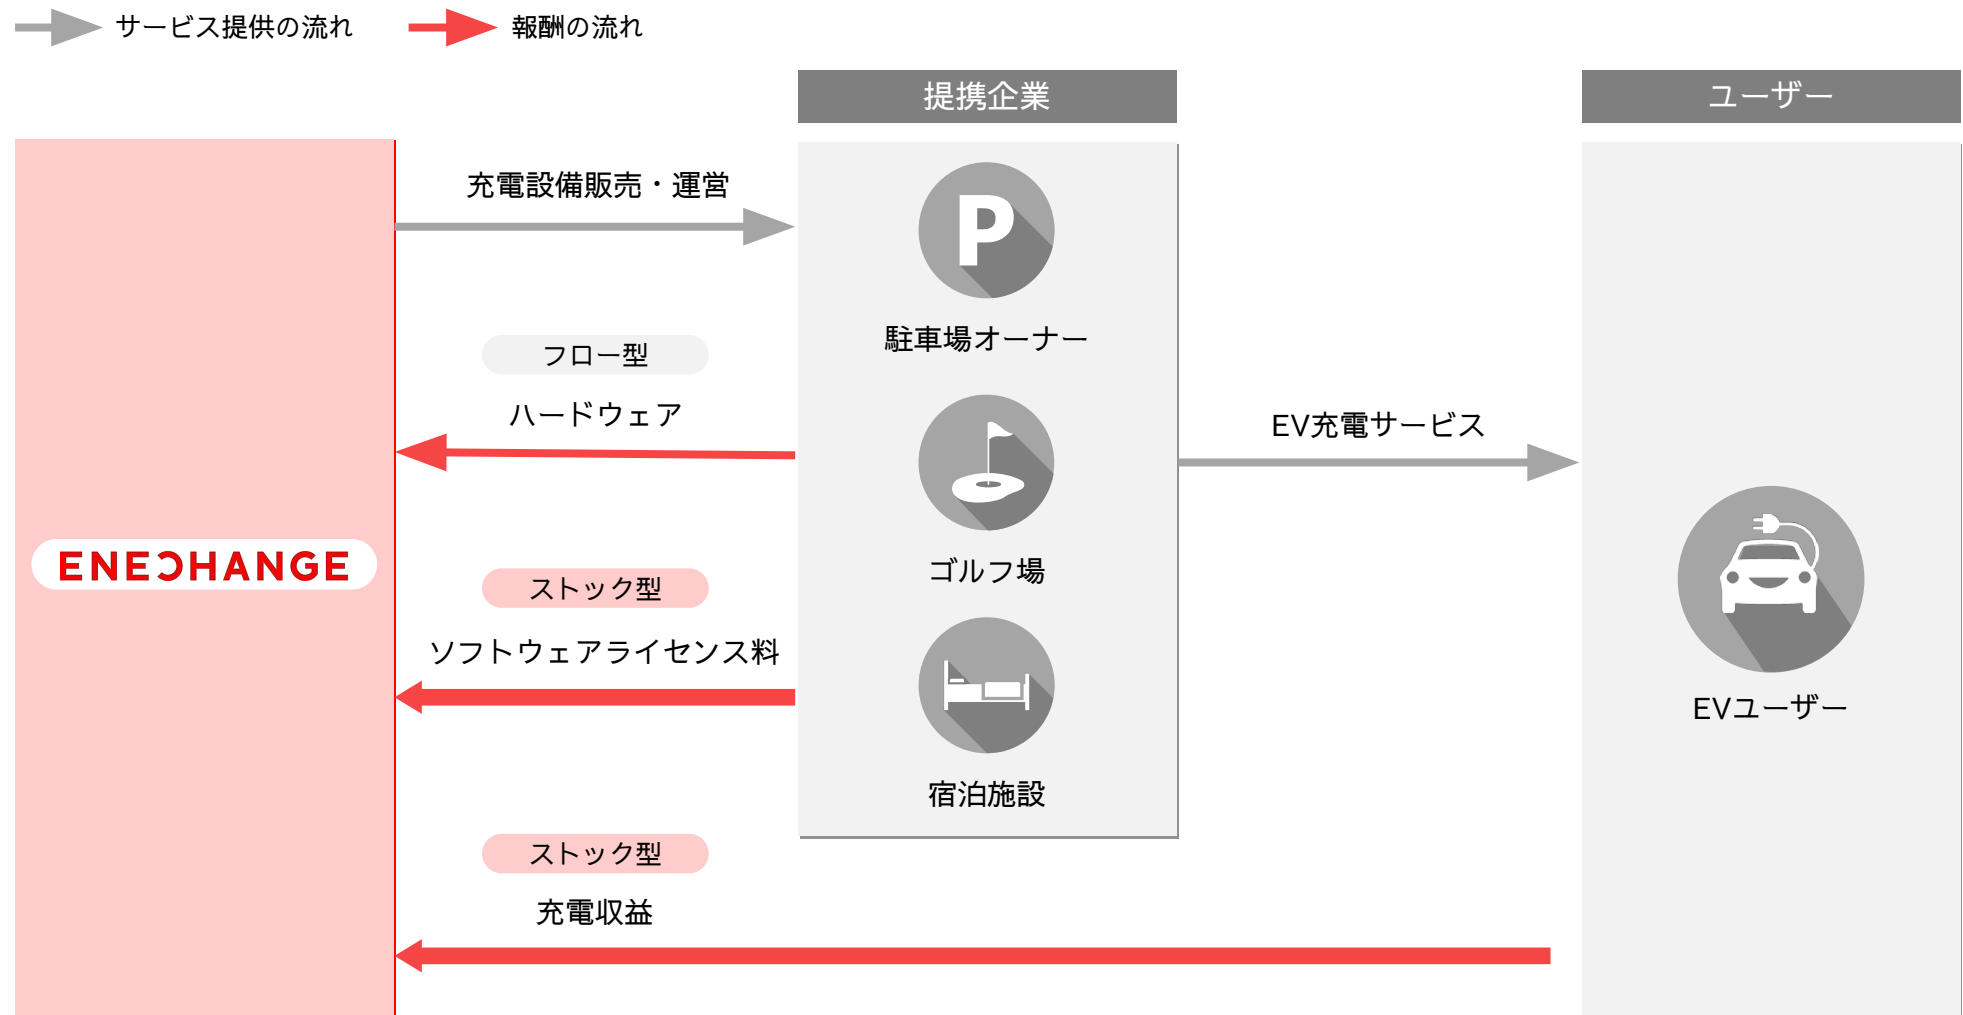 サービス提供の流れ
報酬の流れ
提携企業
ユーザー
充電設備販売・運営
P
駐車場オーナー
フロー型
ハードウェア
EV充電サービス
ENECHANGE
ゴルフ場
ストック型
ソフトウェアライセンス料
EVユーザー
宿泊施設
ストック型
充電収益